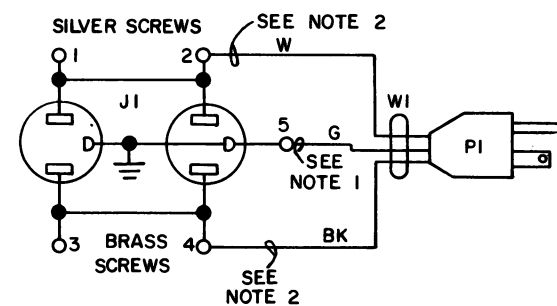 SILVER SCREWS
SEE NOTE 2
1
2
W
J1
W1
5
G
P1
SEE
NOTE 1
3
BRASS
SCREWS
4
BK
SEE
NOTE 2